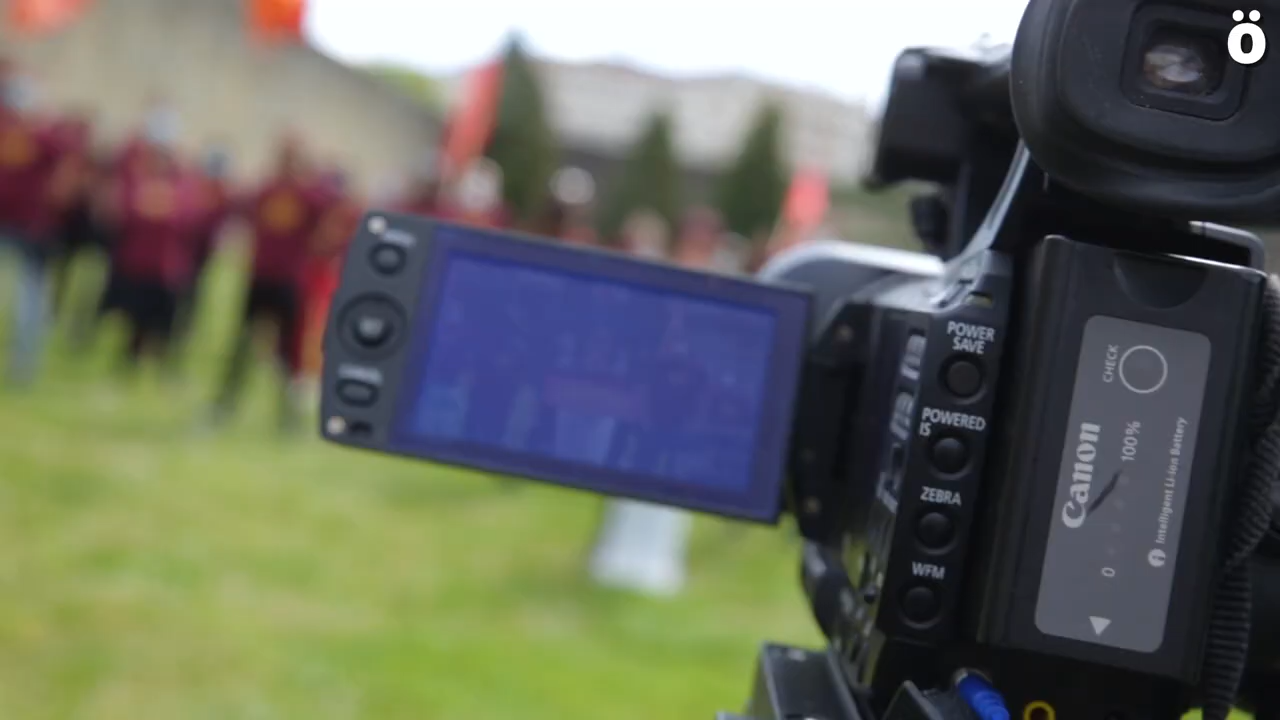 ö
POWER
SAVE
POWERED
IS
ZEBRA
WFM
CHECK
Canon
0 100%
i Intelligent Li-ion Battery